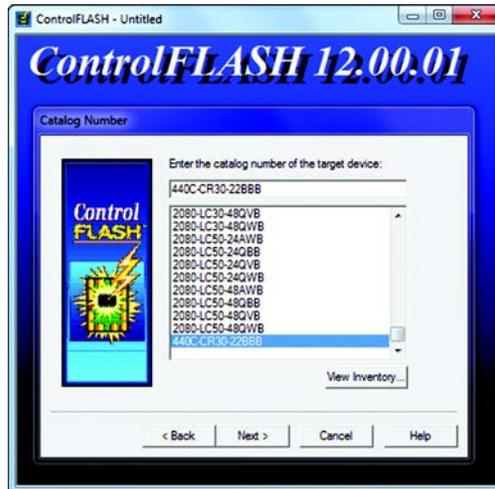 ControlFLASH - Untitled
ControlFLASH 12.00.01
Catalog Number
Enter the catalog number of the target device:
440C-CR30-22BBB
Control
FLASH
2080-LC30-48QVB
2080-LC30-48QWB
2080-LC50-24AWB
2080-LC50-24QBB
2080-LC50-24QVB
2080-LC50-24QWB
2080-LC50-48AWB
2080-LC50-48QBB
2080-LC50-48QVB
2080-LC50-48QWB
440C-CR30-22BBB
View Inventory...
< Back
Next >
Cancel
Help